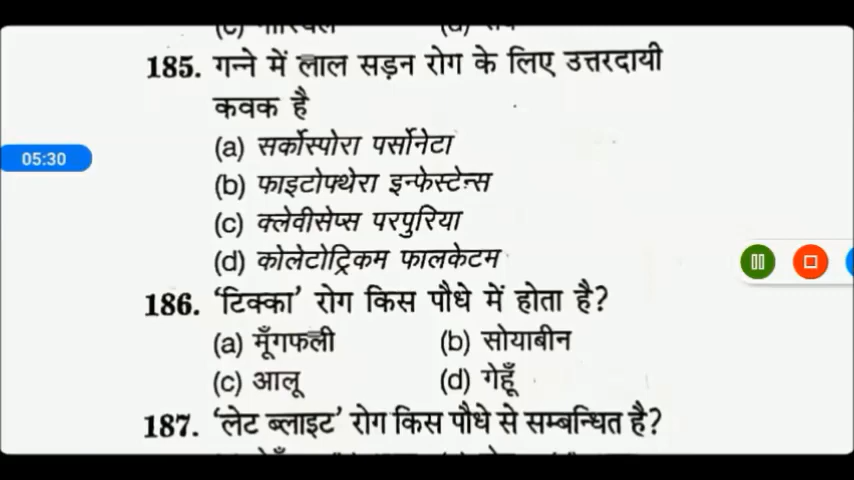 185. गन्ने में लाल सड़न रोग के लिए उत्तरदायी
कवक है
05:30
(a) सर्कोस्पोरा पर्सोनेटा
(b) फाइटोफ्थेरा इन्फेस्टेन्स
(c) क्लेवीसेप्स परपुरिया
(d) कोलेटोट्रिकम फालकेटम
186. ‘टिक्का’ रोग किस पौधे में होता है?
(a) मूँगफली (b) सोयाबीन
(c) आलू (d) गेहूँ
187. ‘लेट ब्लाइट’ रोग किस पौधे से सम्बन्धित है?